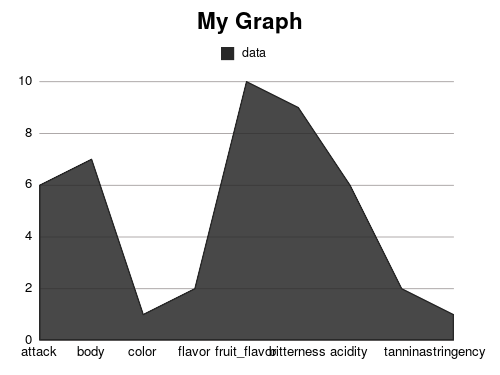 My Graph
data
10
8
6
4
2
0
attack body color flavor fruit_flavor bitterness acidity tannin astringency